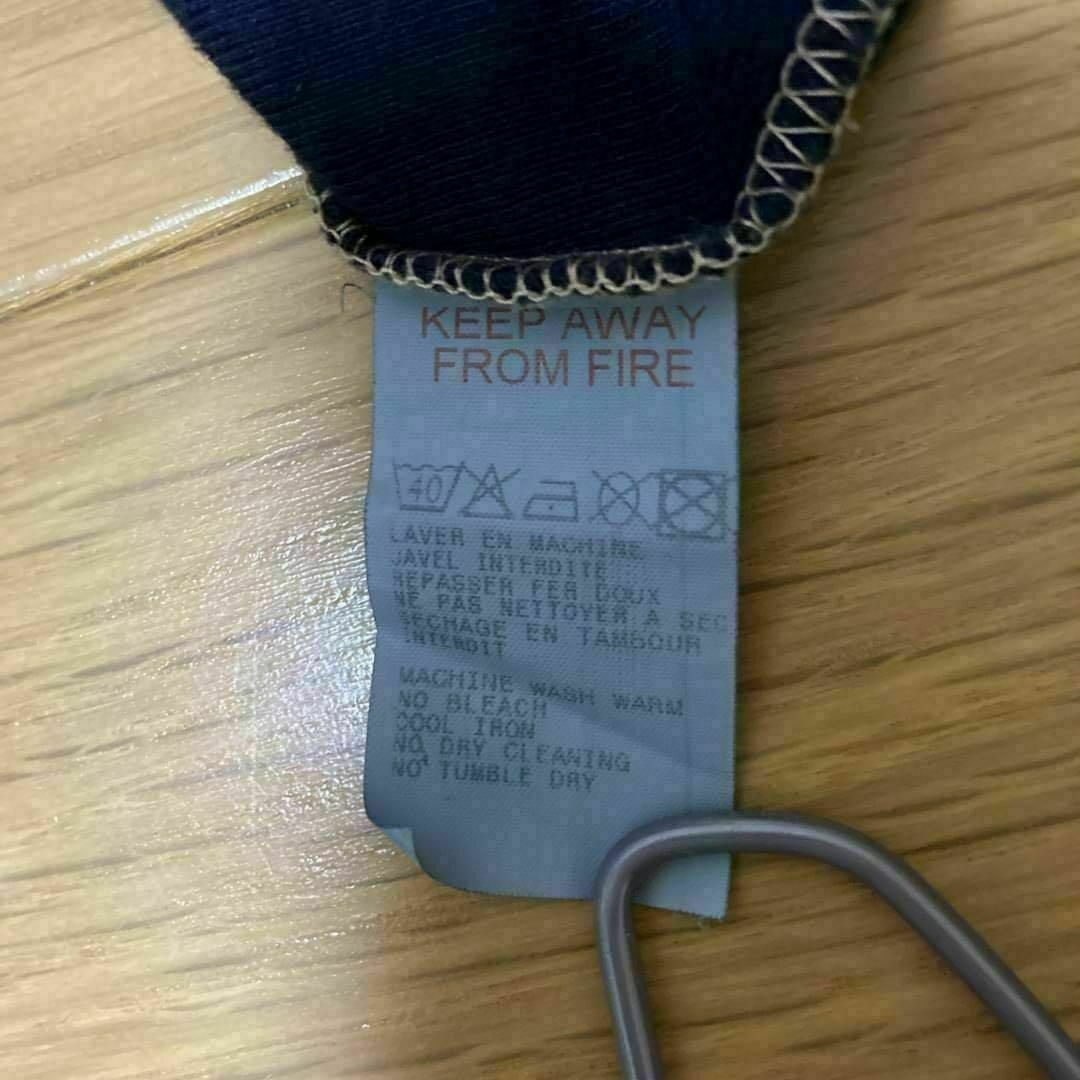 KEEP AWAY
FROM FIRE
40
LAVER EN MACHINE
JAVEL INTERDITE
REPASSER FER DOUX
NE PAS NETTOYER A SEC
SECHAGE EN TAMBOUR
INTERDIT
MACHINE WASH WARM
NO BLEACH
COOL IRON
NO DRY CLEANING
NO TUMBLE DRY